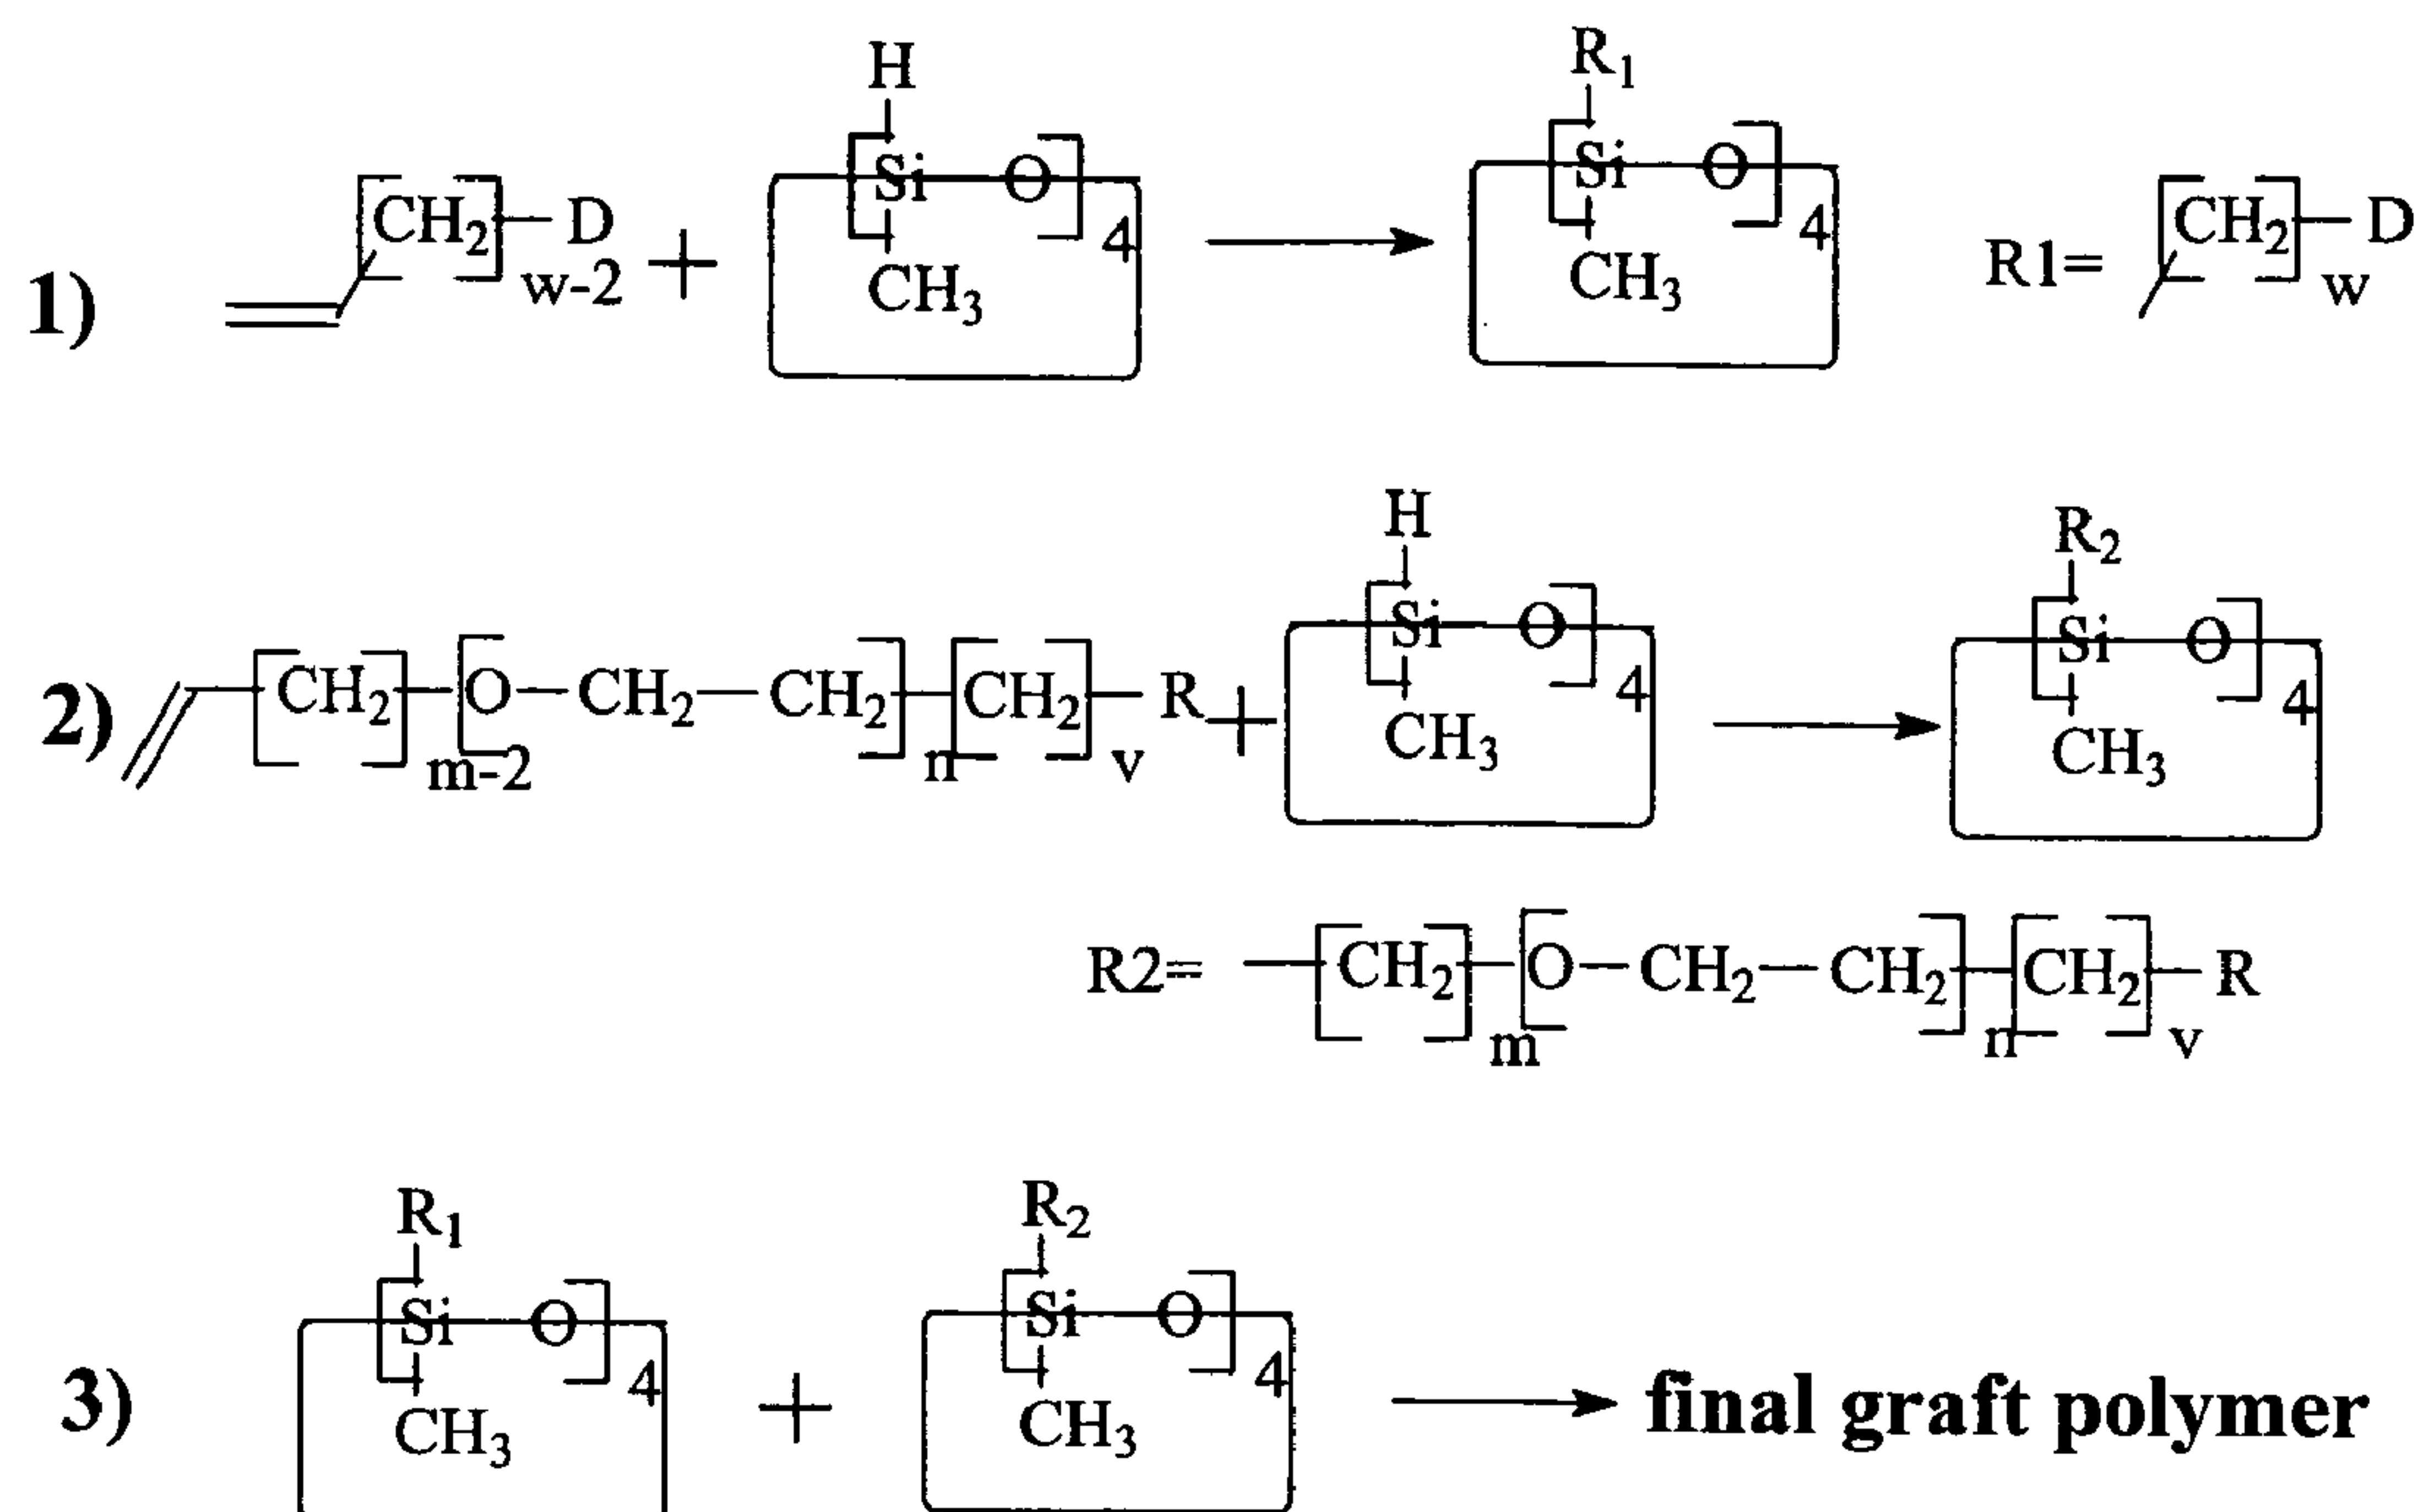 H R₁
CH₂ D Si O 4 Si O 4 R1= CH₂ D
1) w-2 + CH₃ CH₃ w
H R₂
2) CH₂ m-2 O CH₂ CH₂ n CH₂ v R + Si O 4 Si O 4
CH₃ CH₃
R2= CH₂ m O CH₂ CH₂ n CH₂ v R
R₁ R₂
Si O 4 Si O 4
3) CH₃ + CH₃ final graft polymer